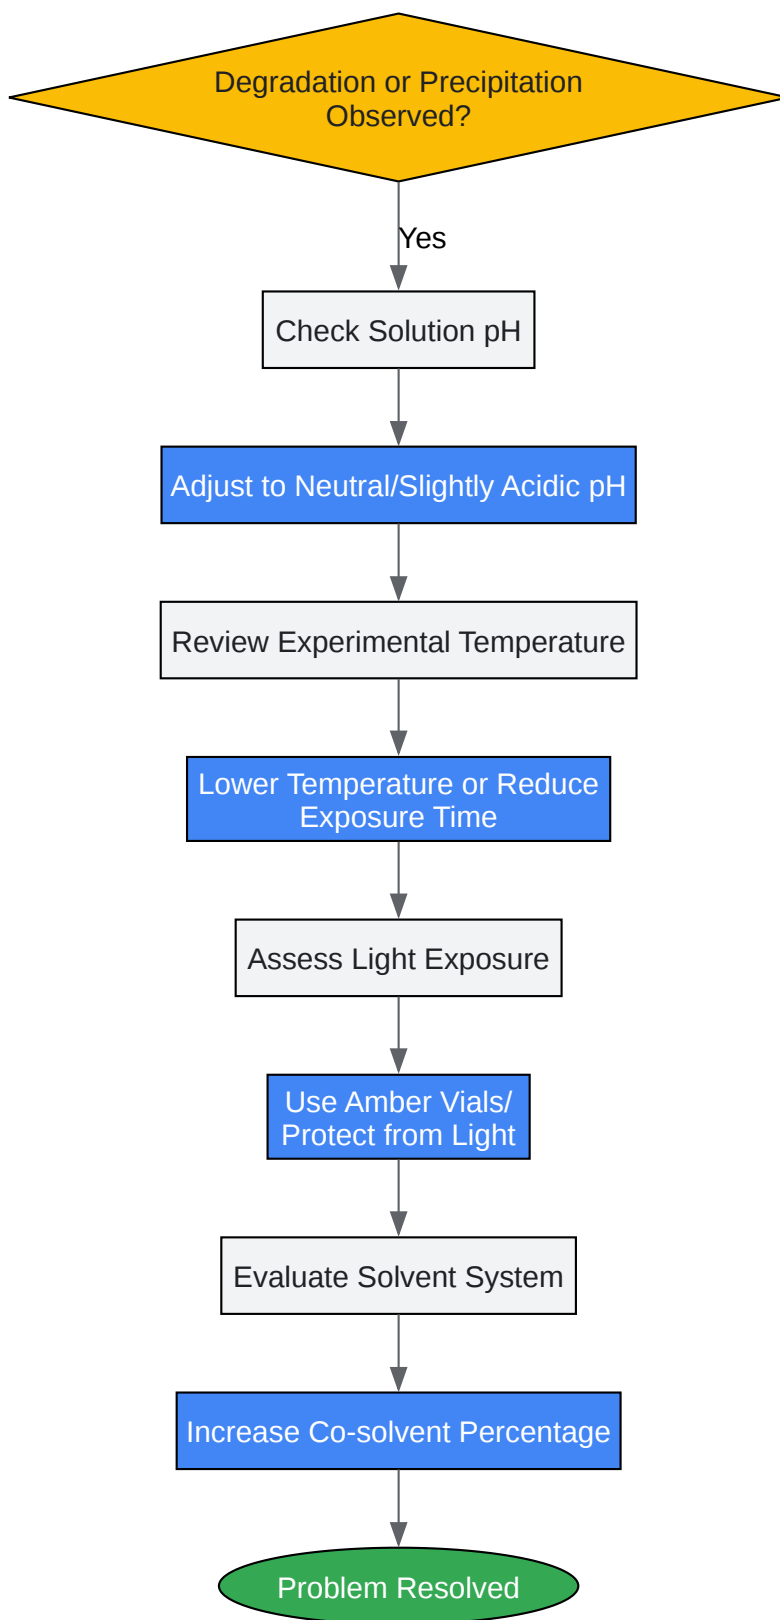 Degradation or Precipitation
Observed?
Yes
Check Solution pH
Adjust to Neutral/Slightly Acidic pH
Review Experimental Temperature
Lower Temperature or Reduce
Exposure Time
Assess Light Exposure
Use Amber Vials/
Protect from Light
Evaluate Solvent System
Increase Co-solvent Percentage
Problem Resolved